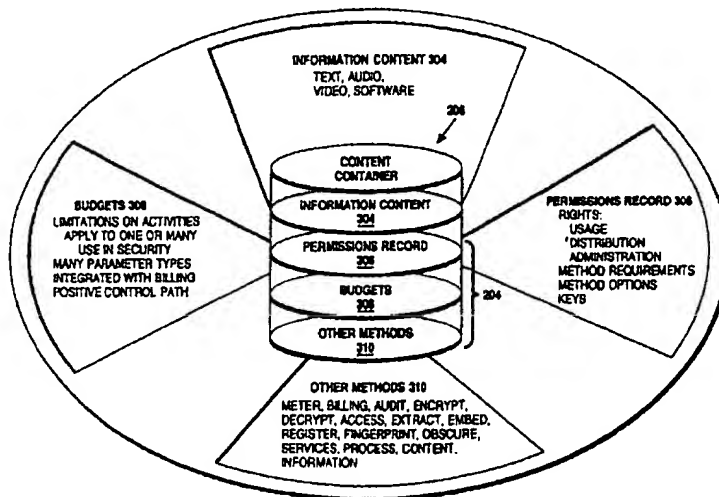 INFORMATION CONTENT 304
TEXT, AUDIO,
VIDEO, SOFTWARE
CONTENT
CONTAINER
INFORMATION CONTENT
304
PERMISSIONS RECORD
BUDGETS
308
OTHER METHODS
310
204
BUDGETS 308
LIMITATIONS ON ACTIVITIES
APPLY TO ONE OR MANY
USE IN SECURITY
MANY PARAMETER TYPES
INTEGRATED WITH BILLING
POSITIVE CONTROL PATH
PERMISSIONS RECORD
RIGHTS:
USAGE
'DISTRIBUTION
ADMINISTRATION
METHOD REQUIREMENTS
METHOD OPTIONS
KEYS
OTHER METHODS 310
METER, BILLING, AUDIT, ENCRYPT,
DECRYPT, ACCESS, EXTRACT, EMBED,
REGISTER, FINGERPRINT, OBSCURE,
SERVICES, PROCESS, CONTENT,
INFORMATION